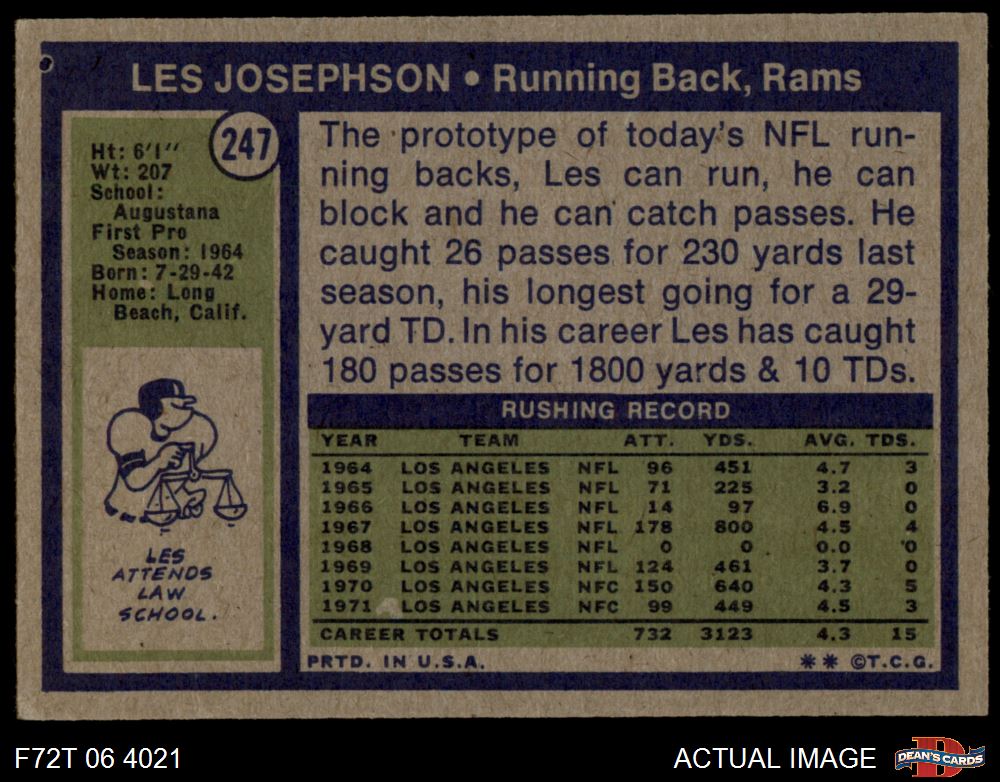 LES JOSEPHSON • Running Back, Rams
247
Ht: 6'1"
Wt: 207
School:
Augustana
First Pro
Season: 1964
Born: 7-29-42
Home: Long
Beach, Calif.
LES
ATTENDS
LAW
SCHOOL.
The prototype of today's NFL run-
ning backs, Les can run, he can
block and he can catch passes. He
caught 26 passes for 230 yards last
season, his longest going for a 29-
yard TD. In his career Les has caught
180 passes for 1800 yards & 10 TDs.
RUSHING RECORD
YEAR TEAM ATT. YDS. AVG. TDS.
1964 LOS ANGELES NFL 96 451 4.7 3
1965 LOS ANGELES NFL 71 225 3.2 0
1966 LOS ANGELES NFL 14 97 6.9 0
1967 LOS ANGELES NFL 178 800 4.5 4
1968 LOS ANGELES NFL 0 0 0.0 0
1969 LOS ANGELES NFL 124 461 3.7 0
1970 LOS ANGELES NFC 150 640 4.3 5
1971 LOS ANGELES NFC 99 449 4.5 3
CAREER TOTALS 732 3123 4.3 15
PRTD. IN U.S.A. ** ©T.C.G.
F72T 06 4021 ACTUAL IMAGE D DEAN'S CARDS